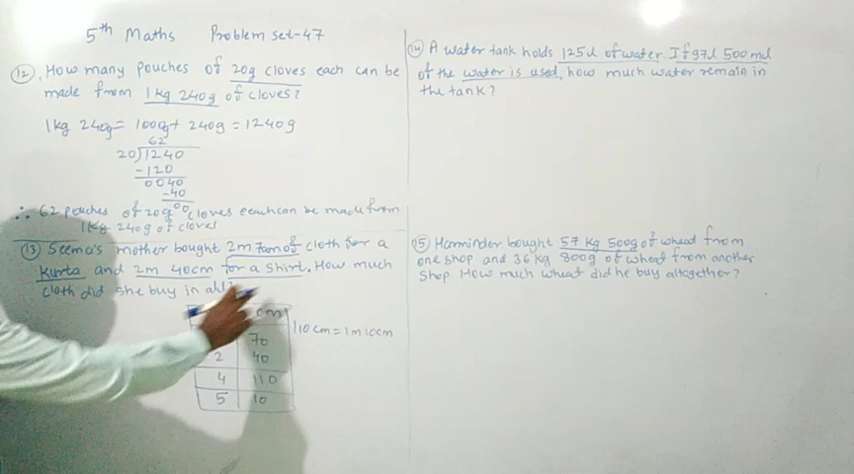 5th Maths Problem set-47
(12) How many pouches of 20g cloves each can be
made from 1kg 240g of cloves?
1kg 240g = 1000g + 240g = 1240g
62
20)1240
-120
0040
-40
00
∴ 62 pouches of 20g cloves each can be made from
1kg 240g of cloves
(13) Seema's mother bought 2m 70cm of cloth for a
kurta and 2m 40cm for a shirt. How much
cloth did she buy in all?
cm
70
2 40
4 110
5 10
110cm = 1m 10cm
(14) A water tank holds 125l of water. If 97l 500ml
of the water is used, how much water remain in
the tank?
(15) Harminder bought 57 kg 500g of wheat from
one shop and 36 kg 800g of wheat from another
shop. How much wheat did he buy altogether?